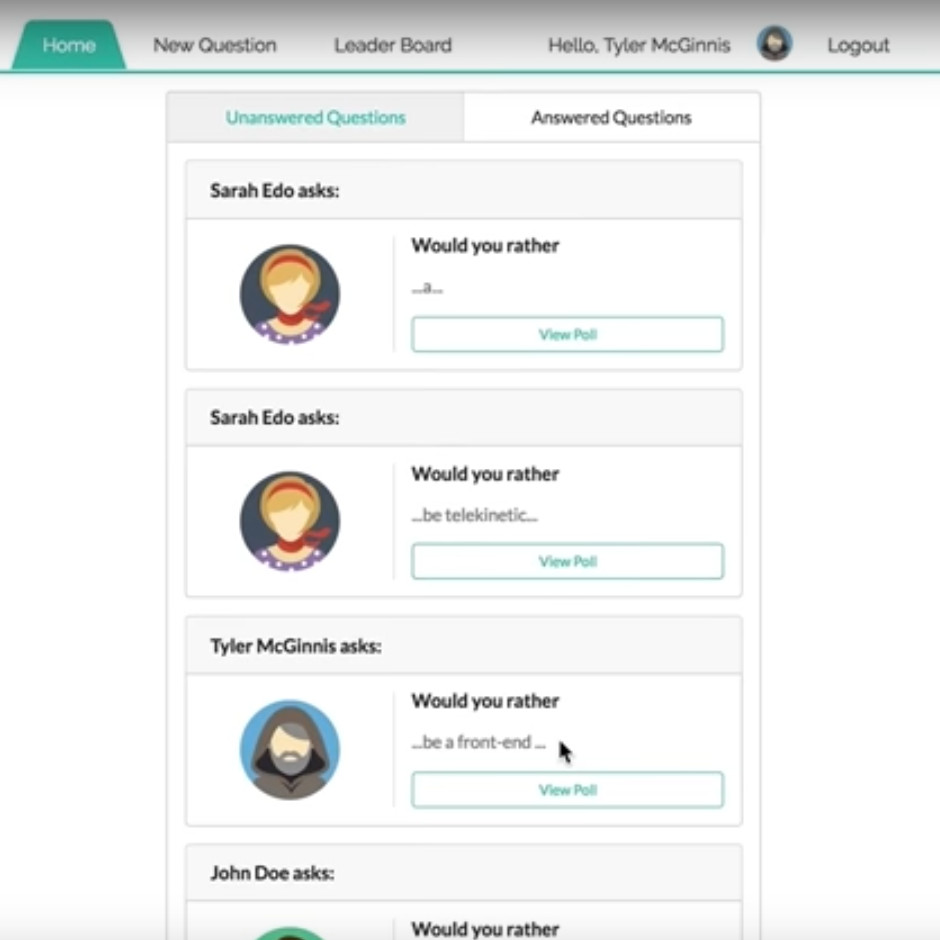 Home New Question Leader Board Hello, Tyler McGinnis Logout
Unanswered Questions Answered Questions
Sarah Edo asks:
Would you rather
...a...
View Poll
Sarah Edo asks:
Would you rather
...be telekinetic...
View Poll
Tyler McGinnis asks:
Would you rather
...be a front-end ...
View Poll
John Doe asks:
Would you rather